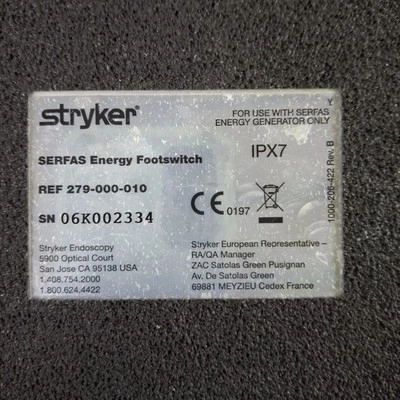 stryker®
FOR USE WITH SERFAS
ENERGY GENERATOR ONLY
SERFAS Energy Footswitch
IPX7
REF 279-000-010
SN 06K002334
CE 0197
Stryker Endoscopy
5900 Optical Court
San Jose CA 95138 USA
1.408.754.2000
1.800.624.4422
Stryker European Representative –
RA/QA Manager
ZAC Satolas Green Pusignan
Av. De Satolas Green
69881 MEYZIEU Cedex France
1000-206-422 Rev. B
Y